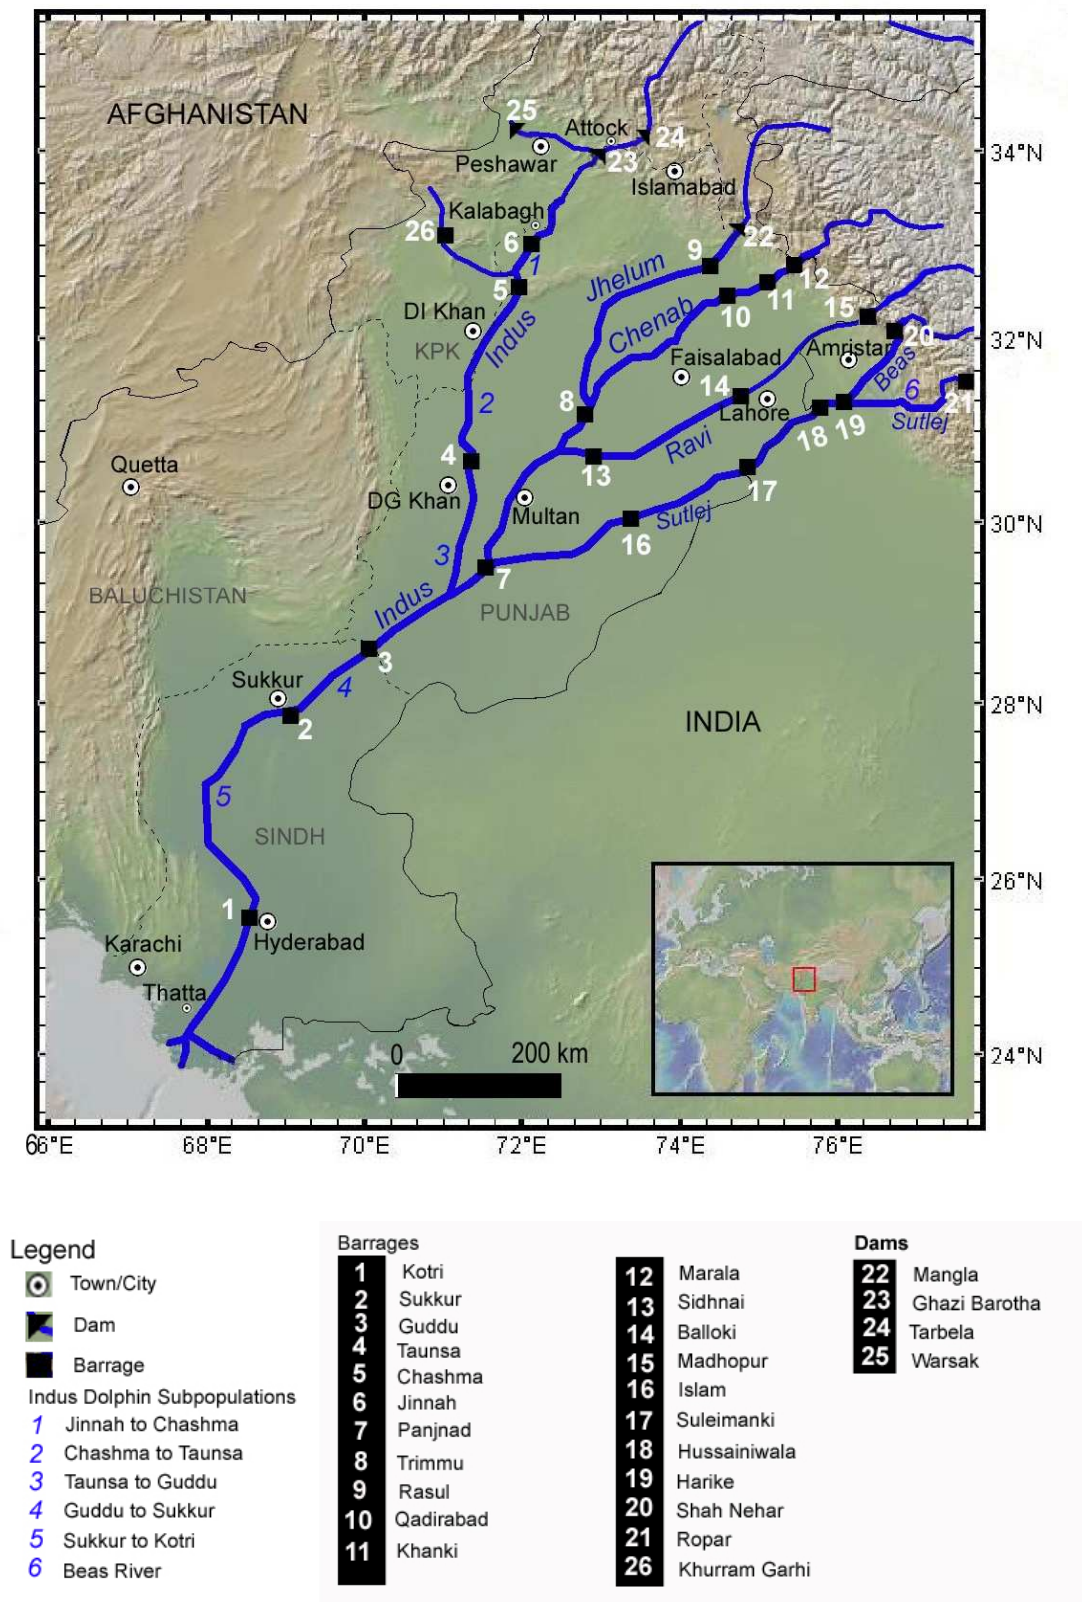 AFGHANISTAN
25
Attock
24
34°N
Peshawar
23
Islamabad
Kalabagh
26
6
9
22
1
Jhelum
12
5
11
Chenab
10
15
DI Khan
Indus
20
32°N
KPK
Faisalabad
Amristar
Beas
14
6
2
8
Lahore
21
18
19
Sutlej
Ravi
4
Quetta
13
17
DG Khan
Multan
Sutlej
30°N
16
3
7
BALUCHISTAN
Indus
PUNJAB
3
Sukkur
4
28°N
2
INDIA
5
SINDH
26°N
1
Hyderabad
Karachi
Thatta
0 200 km
24°N
66°E 68°E 70°E 72°E 74°E 76°E
Legend
Town/City
Dam
Barrage
Indus Dolphin Subpopulations
1 Jinnah to Chashma
2 Chashma to Taunsa
3 Taunsa to Guddu
4 Guddu to Sukkur
5 Sukkur to Kotri
6 Beas River
Barrages
1 Kotri
2 Sukkur
3 Guddu
4 Taunsa
5 Chashma
6 Jinnah
7 Panjnad
8 Trimmu
9 Rasul
10 Qadirabad
11 Khanki
12 Marala
13 Sidhnai
14 Balloki
15 Madhopur
16 Islam
17 Suleimanki
18 Hussainiwala
19 Harike
20 Shah Nehar
21 Ropar
26 Khurram Garhi
Dams
22 Mangla
23 Ghazi Barotha
24 Tarbela
25 Warsak